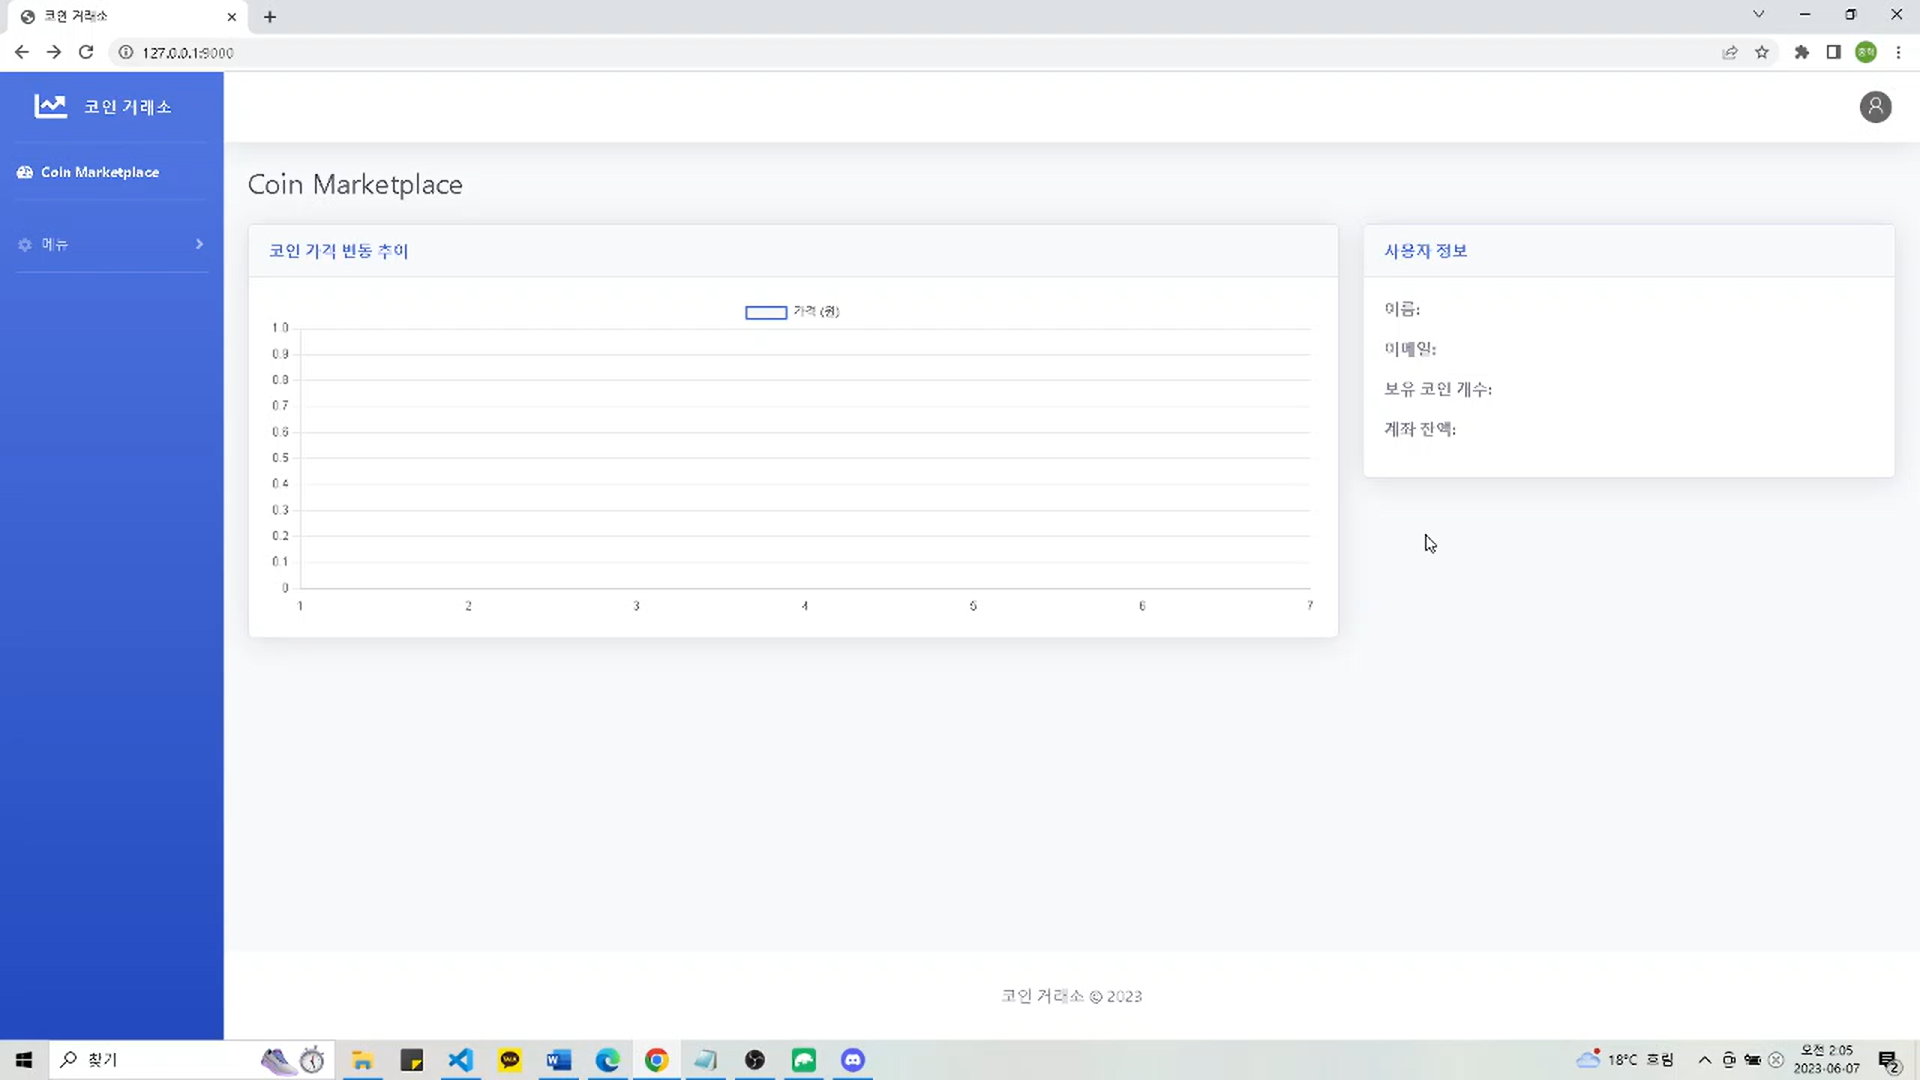 코인 거래소
127.0.0.1:9000
코인 거래소
Coin Marketplace
메뉴
Coin Marketplace
코인 가격 변동 추이
가격 (원)
1.0
0.9
0.8
0.7
0.6
0.5
0.4
0.3
0.2
0.1
0
1 2 3 4 5 6 7
사용자 정보
이름:
이메일:
보유 코인 개수:
계좌 잔액:
코인 거래소 © 2023
찾기
18°C 흐림
오전 2:05
2023-06-07
2